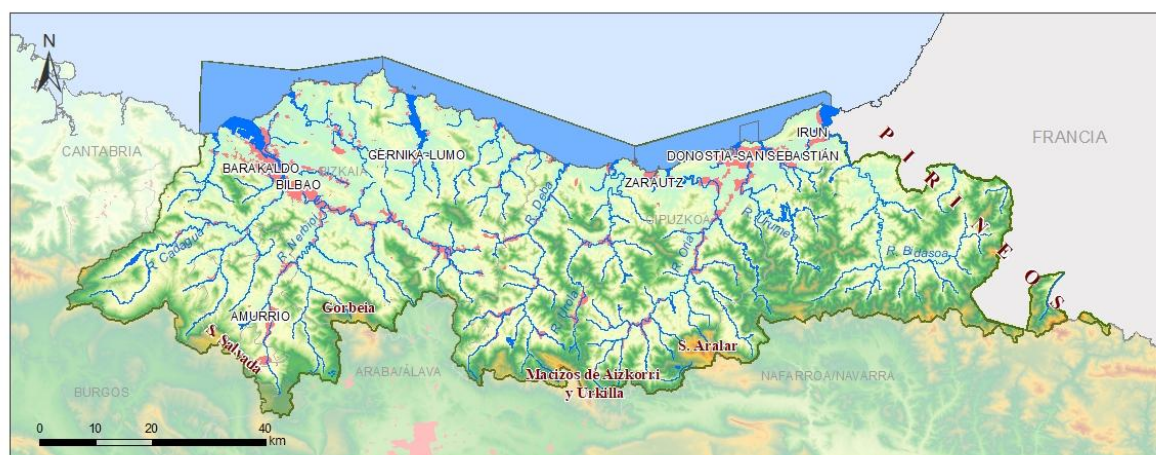 N
CANTABRIA
BARAKALDO
BIZKAIA
BILBAO
GERNIKA-LUMO
ZARAUTZ
DONOSTIA-SAN SEBASTIÁN
IRUN
GIPUZKOA
PIRINEOS
FRANCIA
R. Cadagua
R. Nerbioi
R. Deba
R. Urola
R. Oria
R. Urumea
R. Bidasoa
AMURRIO
Gorbeia
S. Salvada
S. Aralar
Macizos de Aizkorri
y Urkilla
ARABA/ÁLAVA
NAFARROA/NAVARRA
BURGOS
0 10 20 40
km